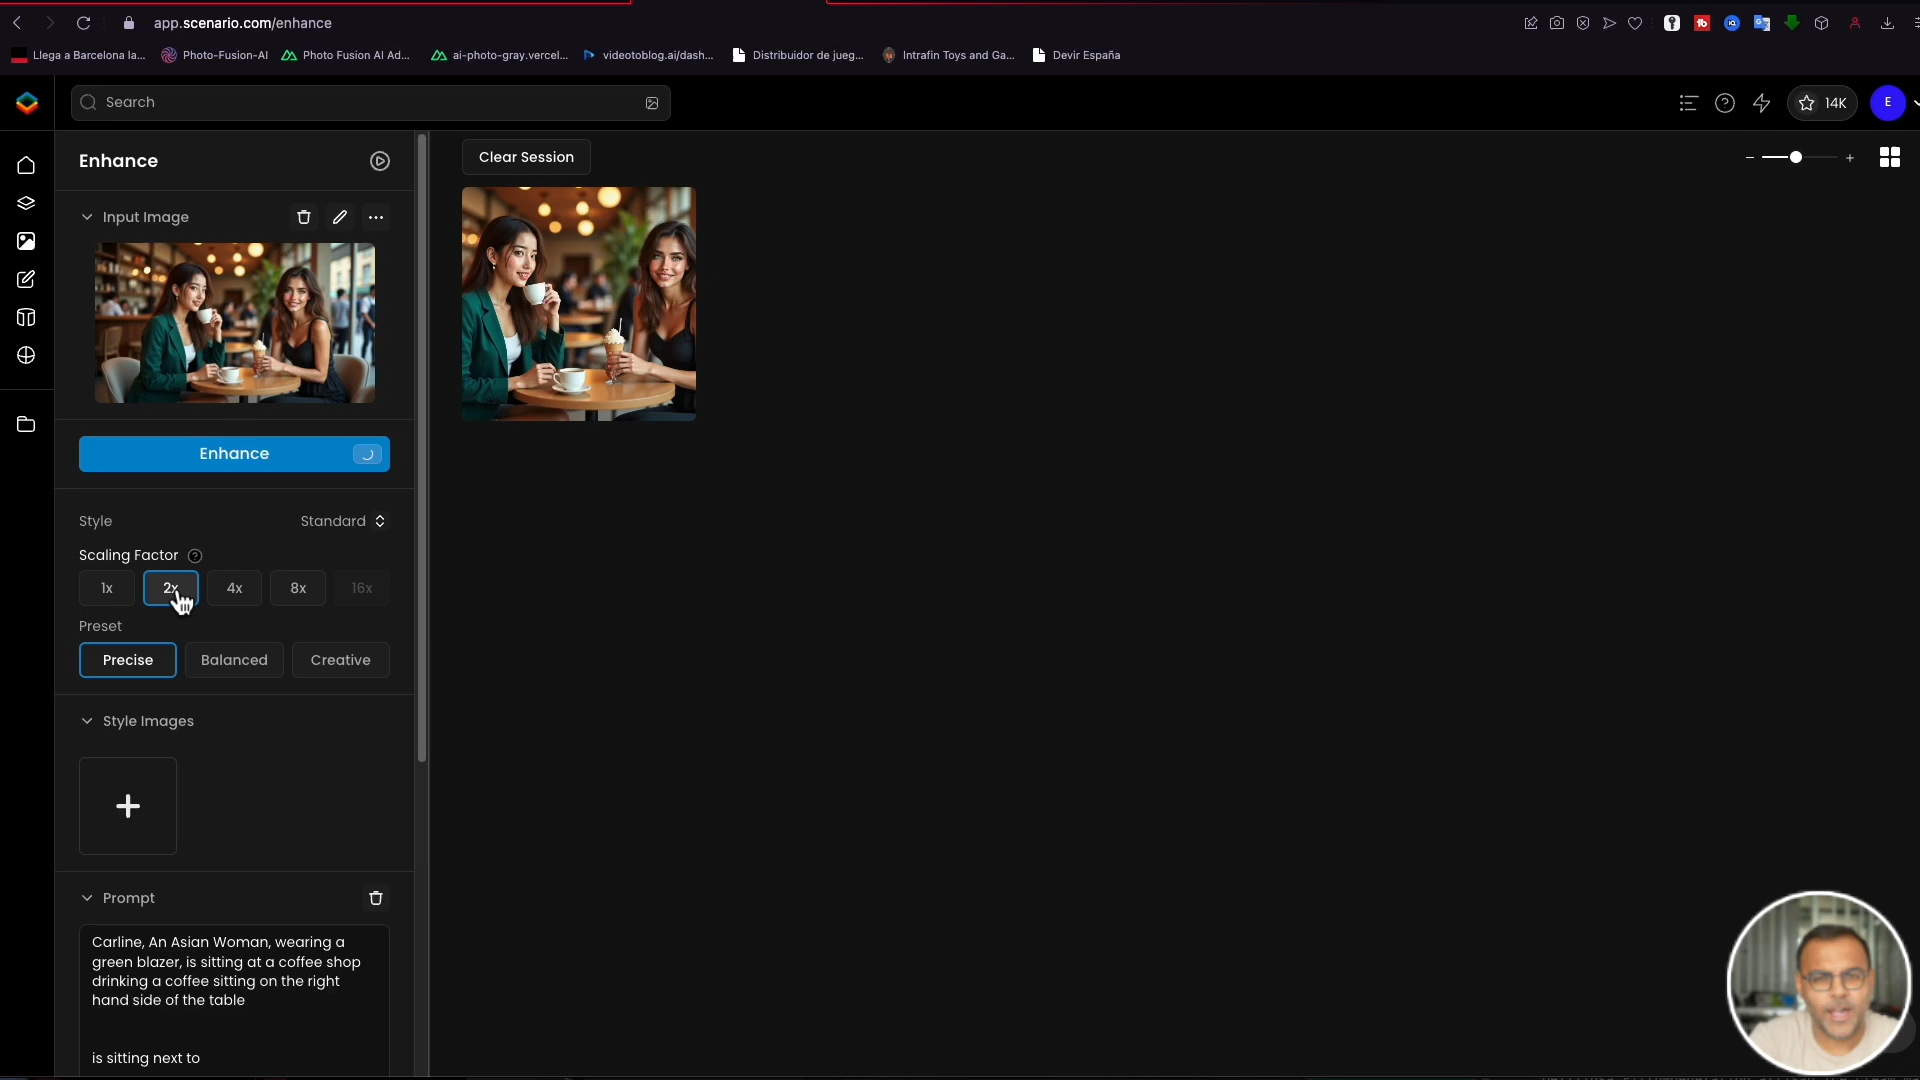 app.scenario.com/enhance
Llega a Barcelona la...
Photo-Fusion-AI
Photo Fusion AI Ad...
ai-photo-gray.vercel...
videotoblog.ai/dash...
Distribuidor de jueg...
Intrafin Toys and Ga...
Devir España
Search
14K
E
Enhance
Clear Session
Input Image
Enhance
Style
Standard
Scaling Factor
1x
2x
4x
8x
16x
Preset
Precise
Balanced
Creative
Style Images
Prompt
Carline, An Asian Woman, wearing a
green blazer, is sitting at a coffee shop
drinking a coffee sitting on the right
hand side of the table
is sitting next to